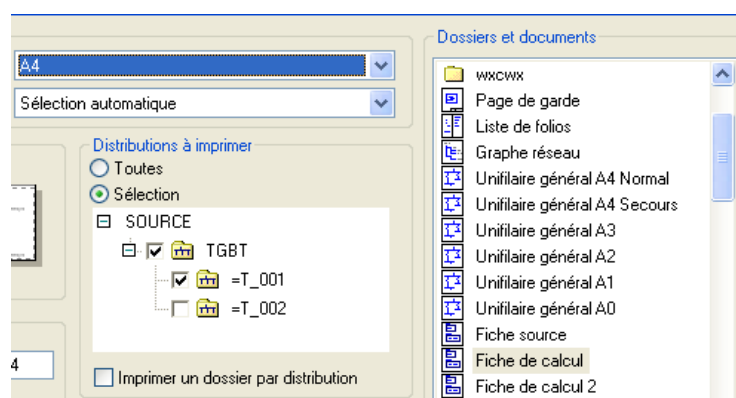 A4
Sélection automatique
Distributions à imprimer
Toutes
Sélection
SOURCE
TGBT
=T_001
=T_002
Imprimer un dossier par distribution
4
Dossiers et documents
wxcwx
Page de garde
Liste de folios
Graphe réseau
Unifilaire général A4 Normal
Unifilaire général A4 Secours
Unifilaire général A3
Unifilaire général A2
Unifilaire général A1
Unifilaire général A0
Fiche source
Fiche de calcul
Fiche de calcul 2